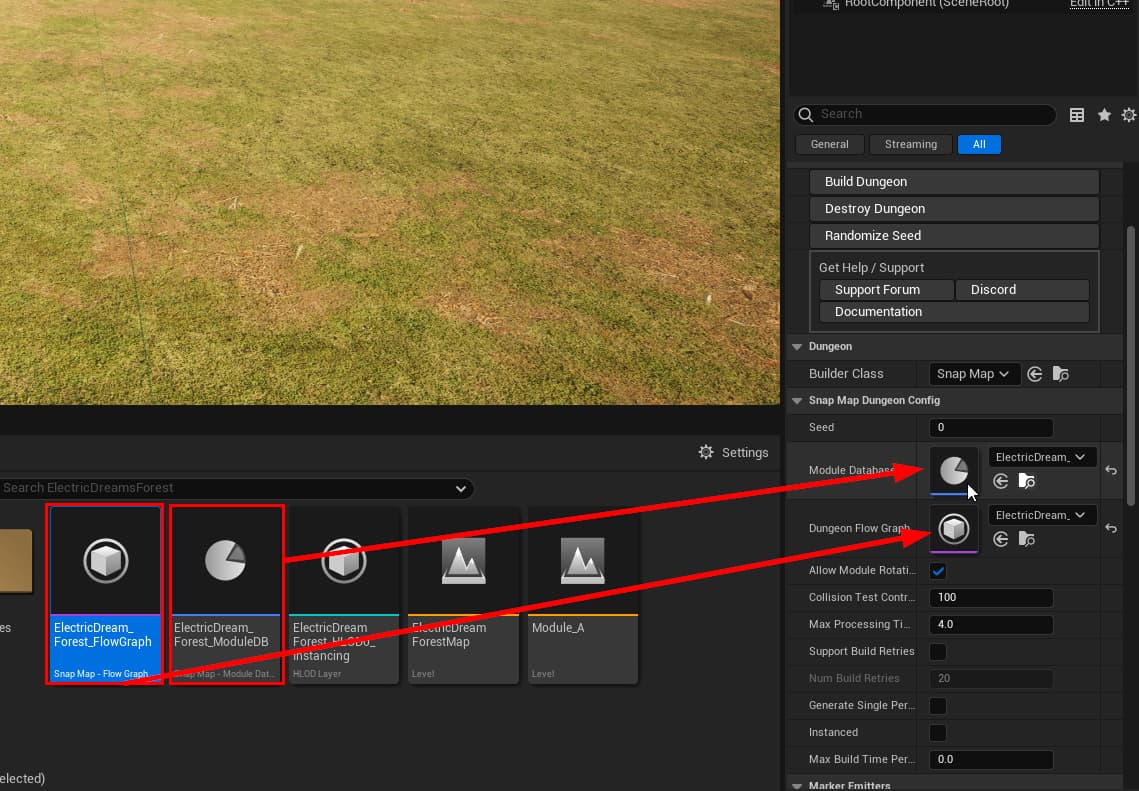 RootComponent (SceneRoot)
Edit in C++
Search
General
Streaming
All
Build Dungeon
Destroy Dungeon
Randomize Seed
Get Help / Support
Support Forum
Discord
Documentation
Dungeon
Builder Class
Snap Map
Snap Map Dungeon Config
Seed
0
Module Database
ElectricDream_
Dungeon Flow Graph
ElectricDream_
Allow Module Rotati...
Collision Test Contr...
100
Max Processing Ti...
4.0
Support Build Retries
Num Build Retries
20
Generate Single Per...
Instanced
Max Build Time Per...
0.0
Marker Emitters
Settings
Search ElectricDreamsForest
es
ElectricDream_
Forest_FlowGraph
Snap Map - Flow Graph
ElectricDream_
Forest_ModuleDB
Snap Map - Module Dat...
ElectricDream
Forest_HLOD0_
Instancing
HLOD Layer
ElectricDream
ForestMap
Level
Module_A
Level
elected)